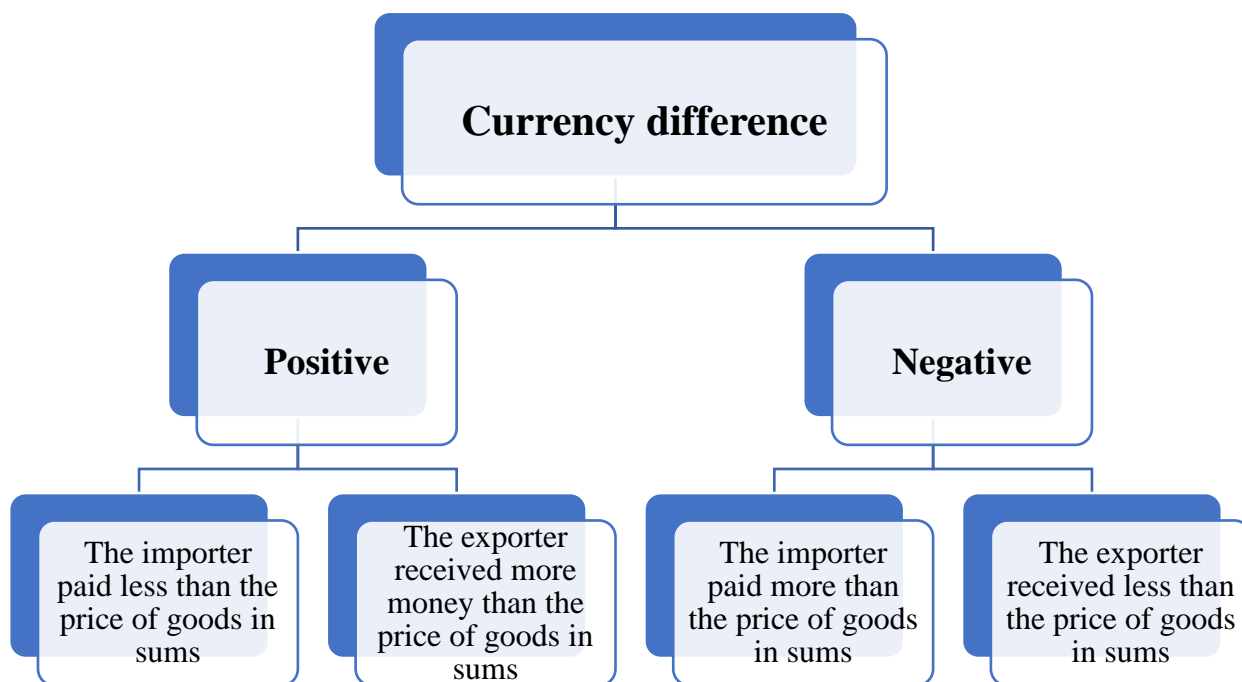 Currency difference
Positive
Negative
The importer
paid less than the
price of goods in
sums
The exporter
received more
money than the
price of goods in
sums
The importer
paid more than
the price of goods
in sums
The exporter
received less than
the price of goods
in sums